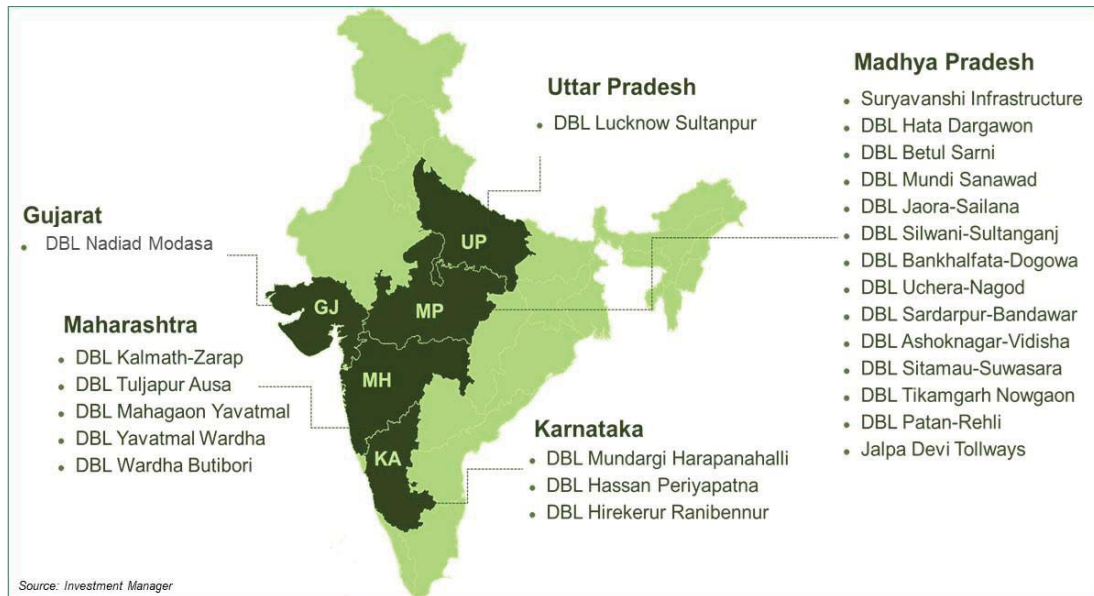 Uttar Pradesh
DBL Lucknow Sultanpur
Madhya Pradesh
Suryavanshi Infrastructure
DBL Hata Dargawon
DBL Betul Sarni
DBL Mundi Sanawad
DBL Jaora-Sailana
DBL Silwani-Sultanganj
DBL Bankhalfata-Dogowa
DBL Uchera-Nagod
DBL Sardarpur-Bandawar
DBL Ashoknagar-Vidisha
DBL Sitamau-Suwasara
DBL Tikamgarh Nowgaon
DBL Patan-Rehli
Jalpa Devi Tollways
Gujarat
DBL Nadiad Modasa
Maharashtra
DBL Kalmath-Zarap
DBL Tuljapur Ausa
DBL Mahagaon Yavatmal
DBL Yavatmal Wardha
DBL Wardha Butibori
UP
GJ
MP
MH
KA
Karnataka
DBL Mundargi Harapanahalli
DBL Hassan Periyapatna
DBL Hirekerur Ranibennur
Source: Investment Manager